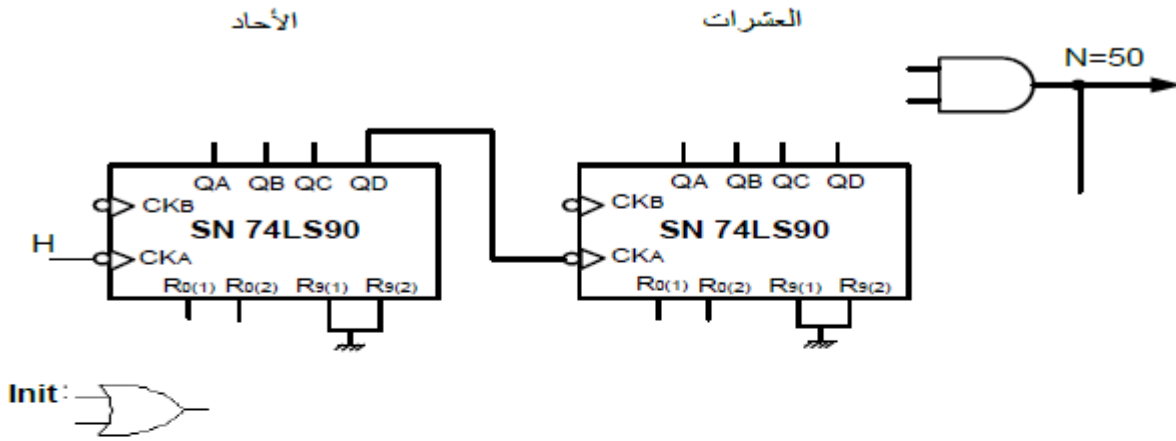 الأحاد
العشرات
N=50
QA QB QC QD
CKB
SN 74LS90
H
CKA
R0(1) R0(2) R9(1) R9(2)
QA QB QC QD
CKB
SN 74LS90
CKA
R0(1) R0(2) R9(1) R9(2)
Init :